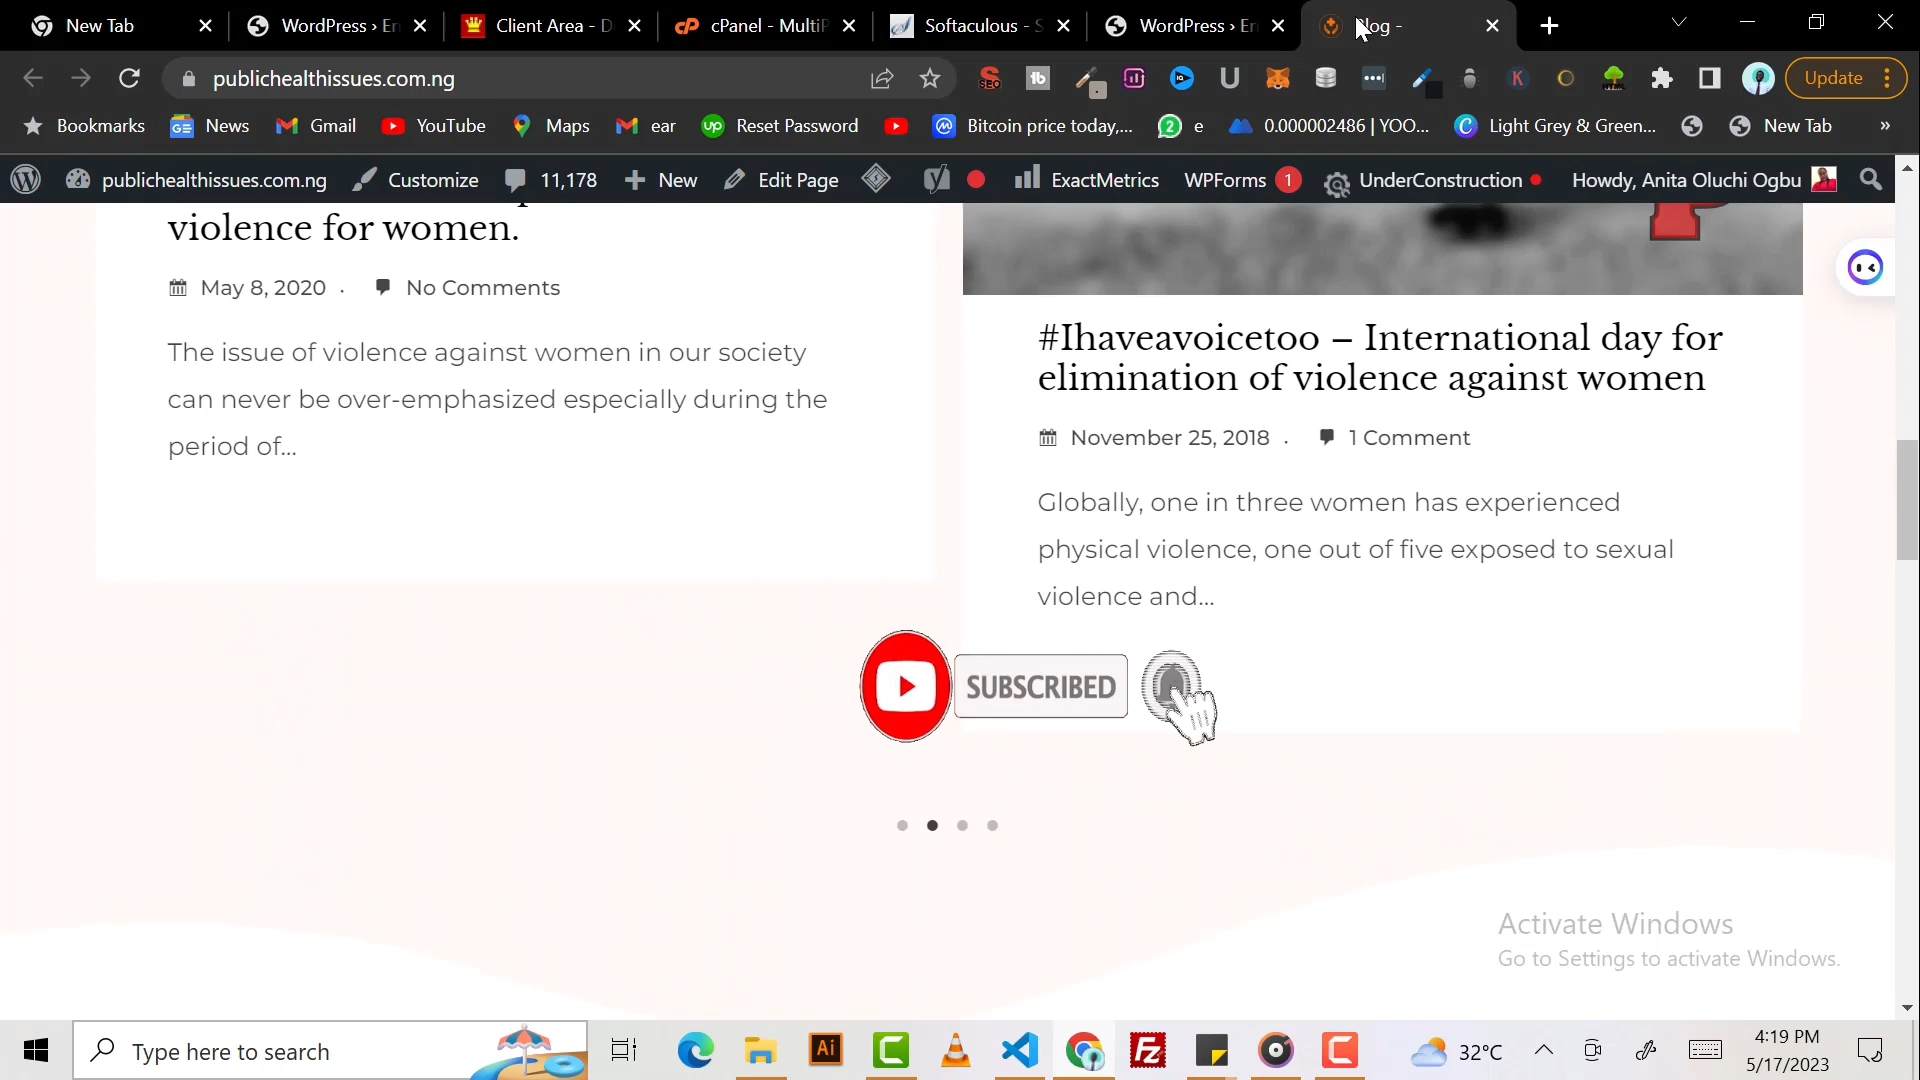 New Tab
WordPress › Er
Client Area - D
cPanel - MultiP
Softaculous - S
WordPress › Er
Blog -
publichealthissues.com.ng
Update
Bookmarks
News
Gmail
YouTube
Maps
ear
Reset Password
Bitcoin price today,...
e
0.000002486 | YOO...
Light Grey & Green...
New Tab
»
publichealthissues.com.ng
Customize
11,178
New
Edit Page
ExactMetrics
WPForms 1
UnderConstruction
Howdy, Anita Oluchi Ogbu
violence for women.
May 8, 2020 . No Comments
The issue of violence against women in our society
can never be over-emphasized especially during the
period of...
#Ihaveavoicetoo – International day for
elimination of violence against women
November 25, 2018 . 1 Comment
Globally, one in three women has experienced
physical violence, one out of five exposed to sexual
violence and...
SUBSCRIBED
Activate Windows
Go to Settings to activate Windows.
Type here to search
32°C
4:19 PM
5/17/2023